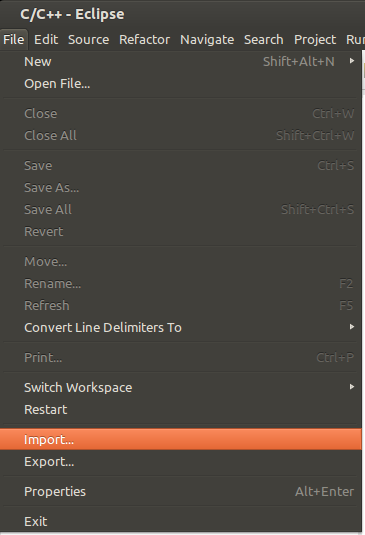 C/C++ - Eclipse
File Edit Source Refactor Navigate Search Project Ru
New Shift+Alt+N
Open File...
Close Ctrl+W
Close All Shift+Ctrl+W
Save Ctrl+S
Save As...
Save All Shift+Ctrl+S
Revert
Move...
Rename... F2
Refresh F5
Convert Line Delimiters To
Print... Ctrl+P
Switch Workspace
Restart
Import...
Export...
Properties Alt+Enter
Exit